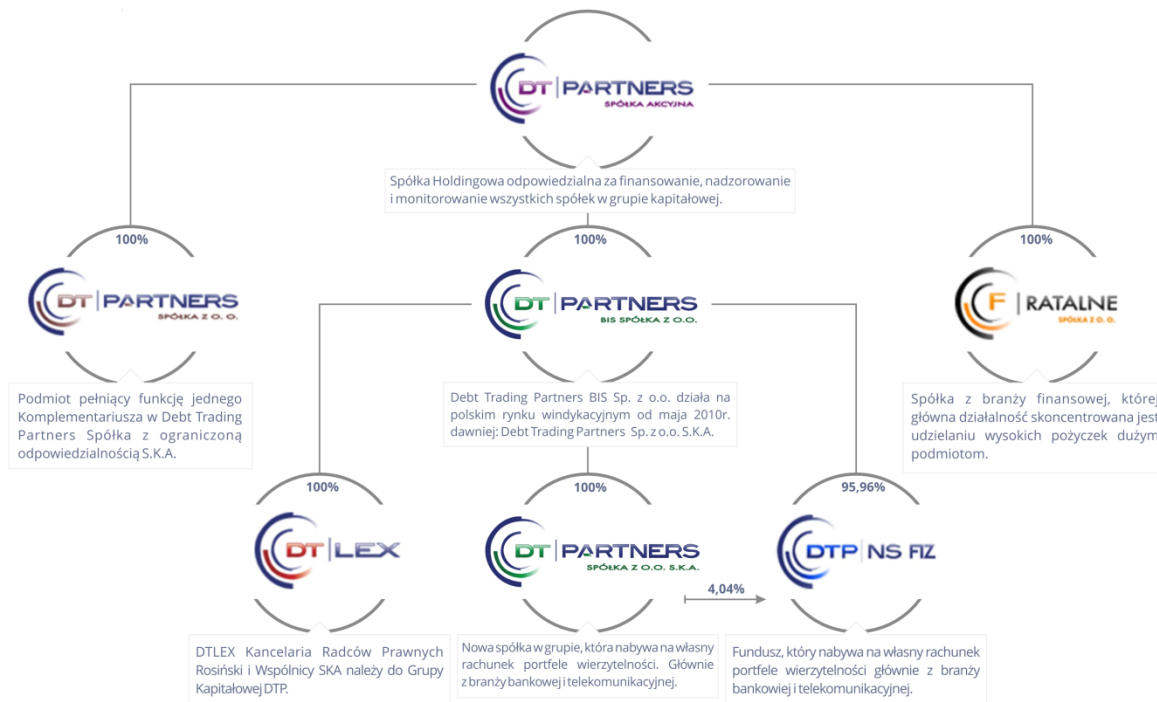 DT|PARTNERS
SPÓŁKA AKCYJNA
Spółka Holdingowa odpowiedzialna za finansowanie, nadzorowanie
i monitorowanie wszystkich spółek w grupie kapitałowej.
100%
DT|PARTNERS
SPÓŁKA Z O. O.
Podmiot pełniący funkcję jednego
Komplementariusza w Debt Trading
Partners Spółka z ograniczoną
odpowiedzialnością S.K.A.
100%
DT|PARTNERS
BIS SPÓŁKA Z O.O.
Debt Trading Partners BIS Sp. z o.o. działa na
polskim rynku windykacyjnym od maja 2010r.
dawniej: Debt Trading Partners Sp. z o.o. S.K.A.
100%
F|RATALNE
SPÓŁKA Z O. O.
Spółka z branży finansowej, której
główna działalność skoncentrowana jest
udzielaniu wysokich pożyczek dużym
podmiotom.
100%
DT|LEX
DTLEX Kancelaria Radców Prawnych
Rosiński i Wspólnicy SKA należy do Grupy
Kapitałowej DTP.
100%
DT|PARTNERS
SPÓŁKA Z O.O. S.K.A.
Nowa spółka w grupie, która nabywa na własny
rachunek portfele wierzytelności. Głównie
z branży bankowej i telekomunikacyjnej.
4,04%
95,96%
DTP|NS FIZ
Fundusz, który nabywa na własny rachunek
portfele wierzytelności głównie z branży
bankowiej i telekomunikacyjnej.